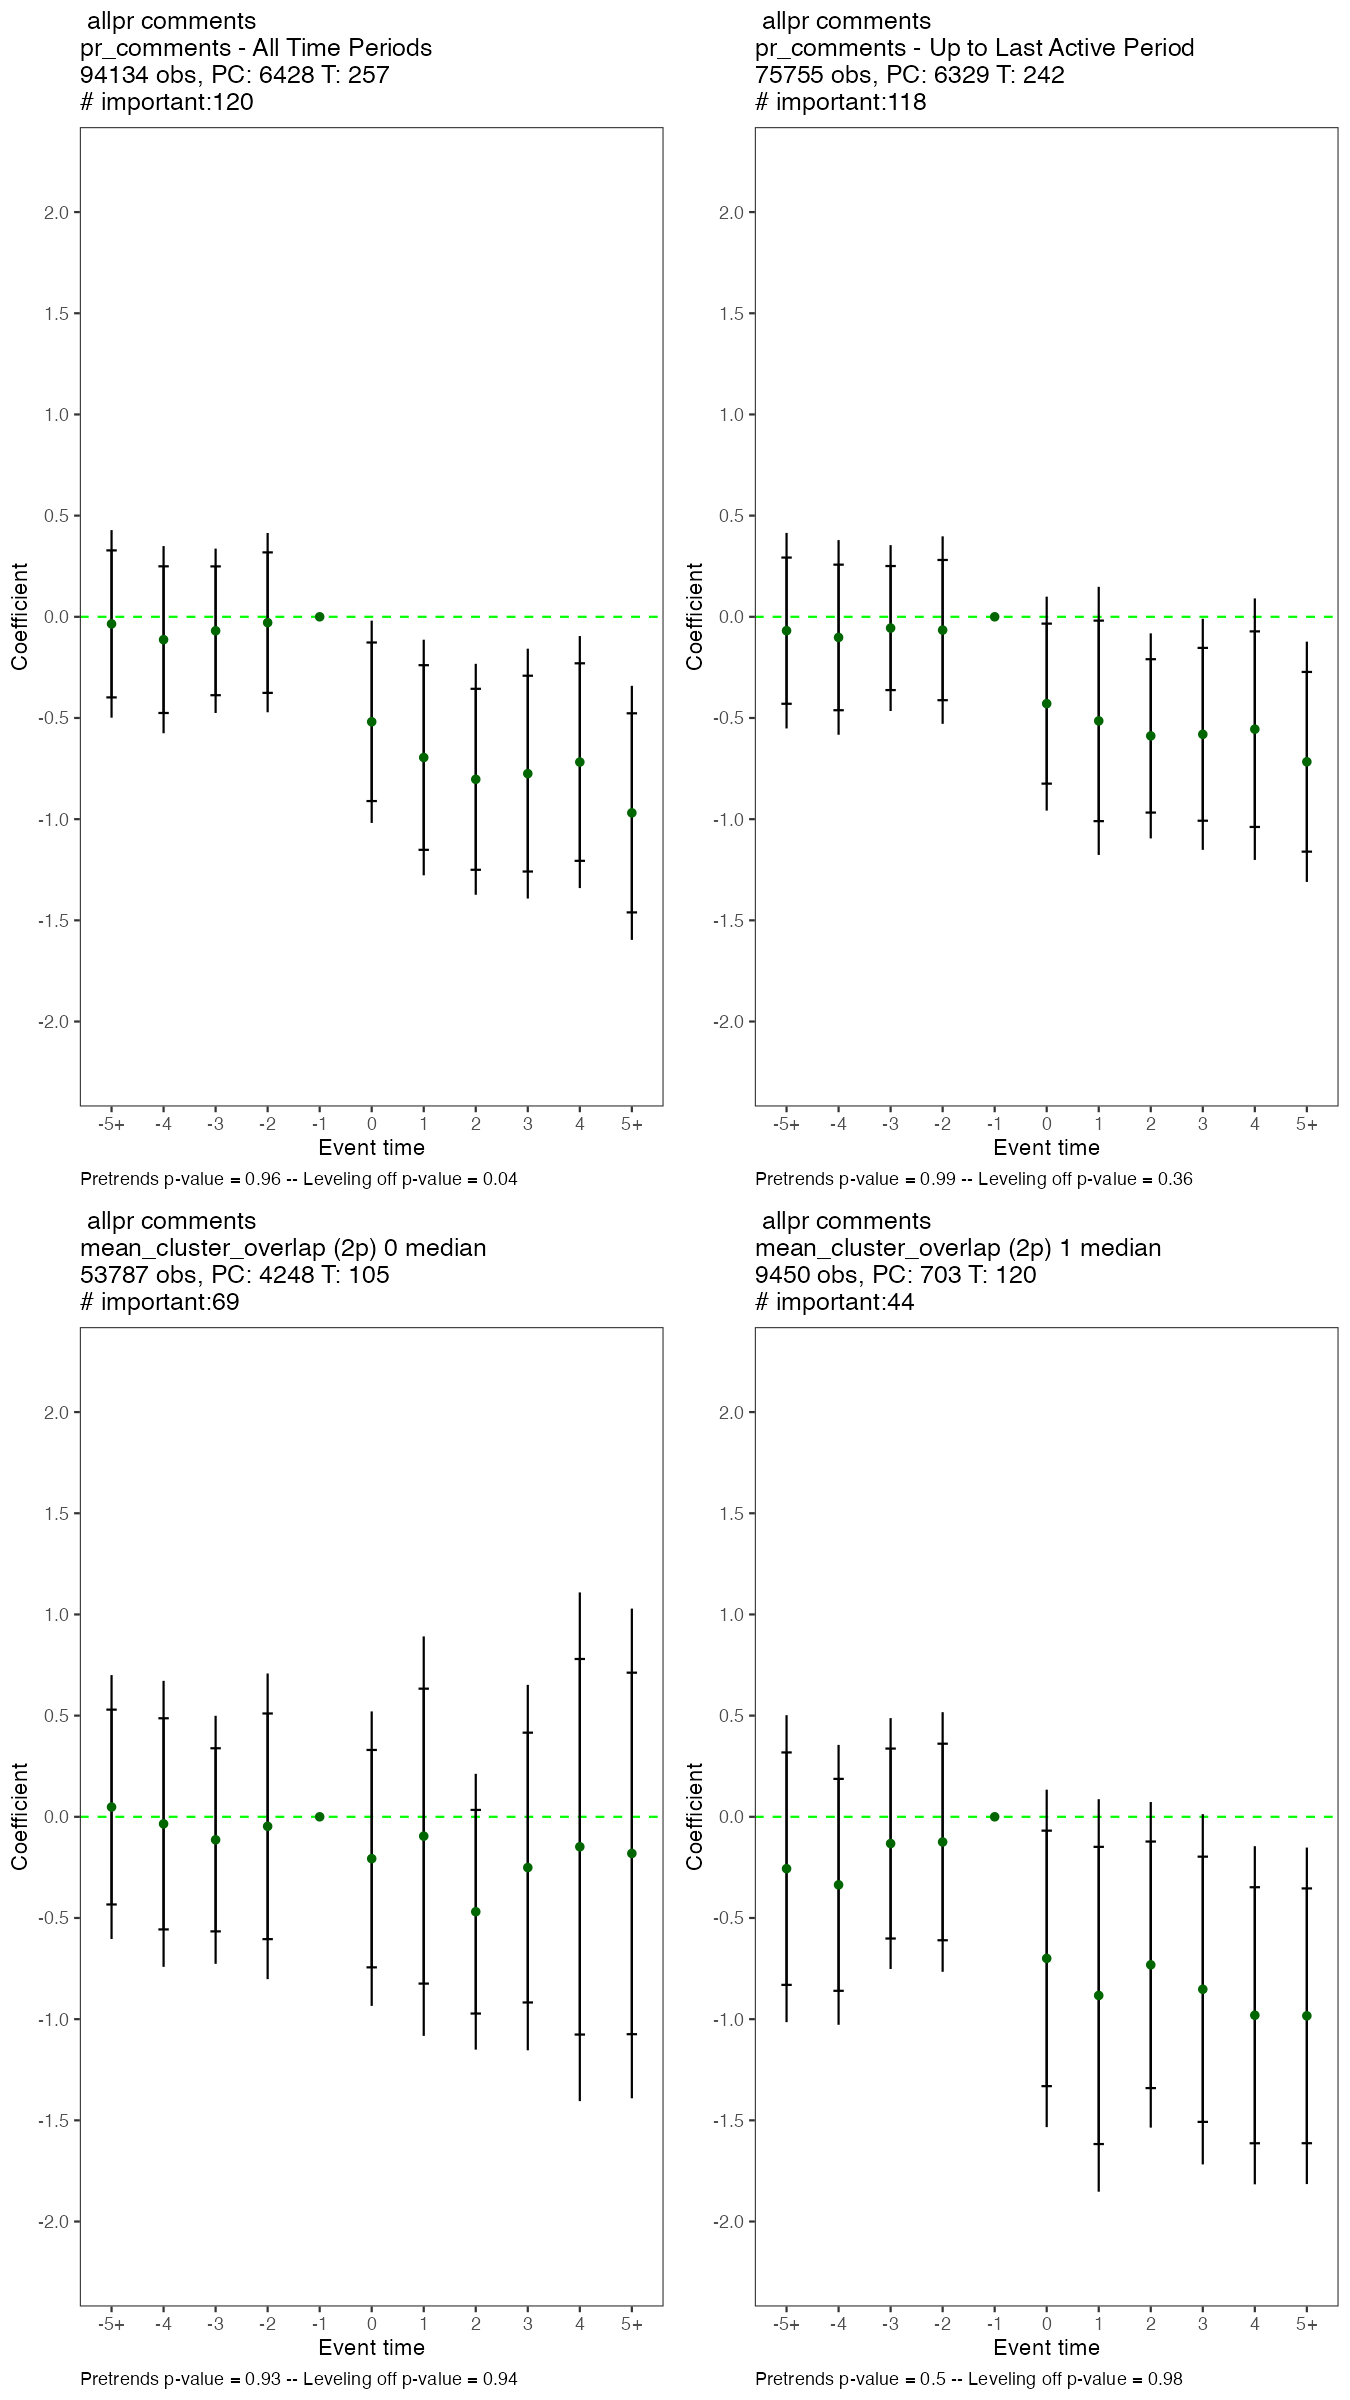 allpr comments
pr_comments - All Time Periods
94134 obs, PC: 6428 T: 257
# important:120
Coefficient
2.0
1.5
1.0
0.5
0.0
-0.5
-1.0
-1.5
-2.0
-5+ -4 -3 -2 -1 0 1 2 3 4 5+
Event time
Pretrends p-value = 0.96 -- Leveling off p-value = 0.04
allpr comments
pr_comments - Up to Last Active Period
75755 obs, PC: 6329 T: 242
# important:118
Coefficient
2.0
1.5
1.0
0.5
0.0
-0.5
-1.0
-1.5
-2.0
-5+ -4 -3 -2 -1 0 1 2 3 4 5+
Event time
Pretrends p-value = 0.99 -- Leveling off p-value = 0.36
allpr comments
mean_cluster_overlap (2p) 0 median
53787 obs, PC: 4248 T: 105
# important:69
Coefficient
2.0
1.5
1.0
0.5
0.0
-0.5
-1.0
-1.5
-2.0
-5+ -4 -3 -2 -1 0 1 2 3 4 5+
Event time
Pretrends p-value = 0.93 -- Leveling off p-value = 0.94
allpr comments
mean_cluster_overlap (2p) 1 median
9450 obs, PC: 703 T: 120
# important:44
Coefficient
2.0
1.5
1.0
0.5
0.0
-0.5
-1.0
-1.5
-2.0
-5+ -4 -3 -2 -1 0 1 2 3 4 5+
Event time
Pretrends p-value = 0.5 -- Leveling off p-value = 0.98